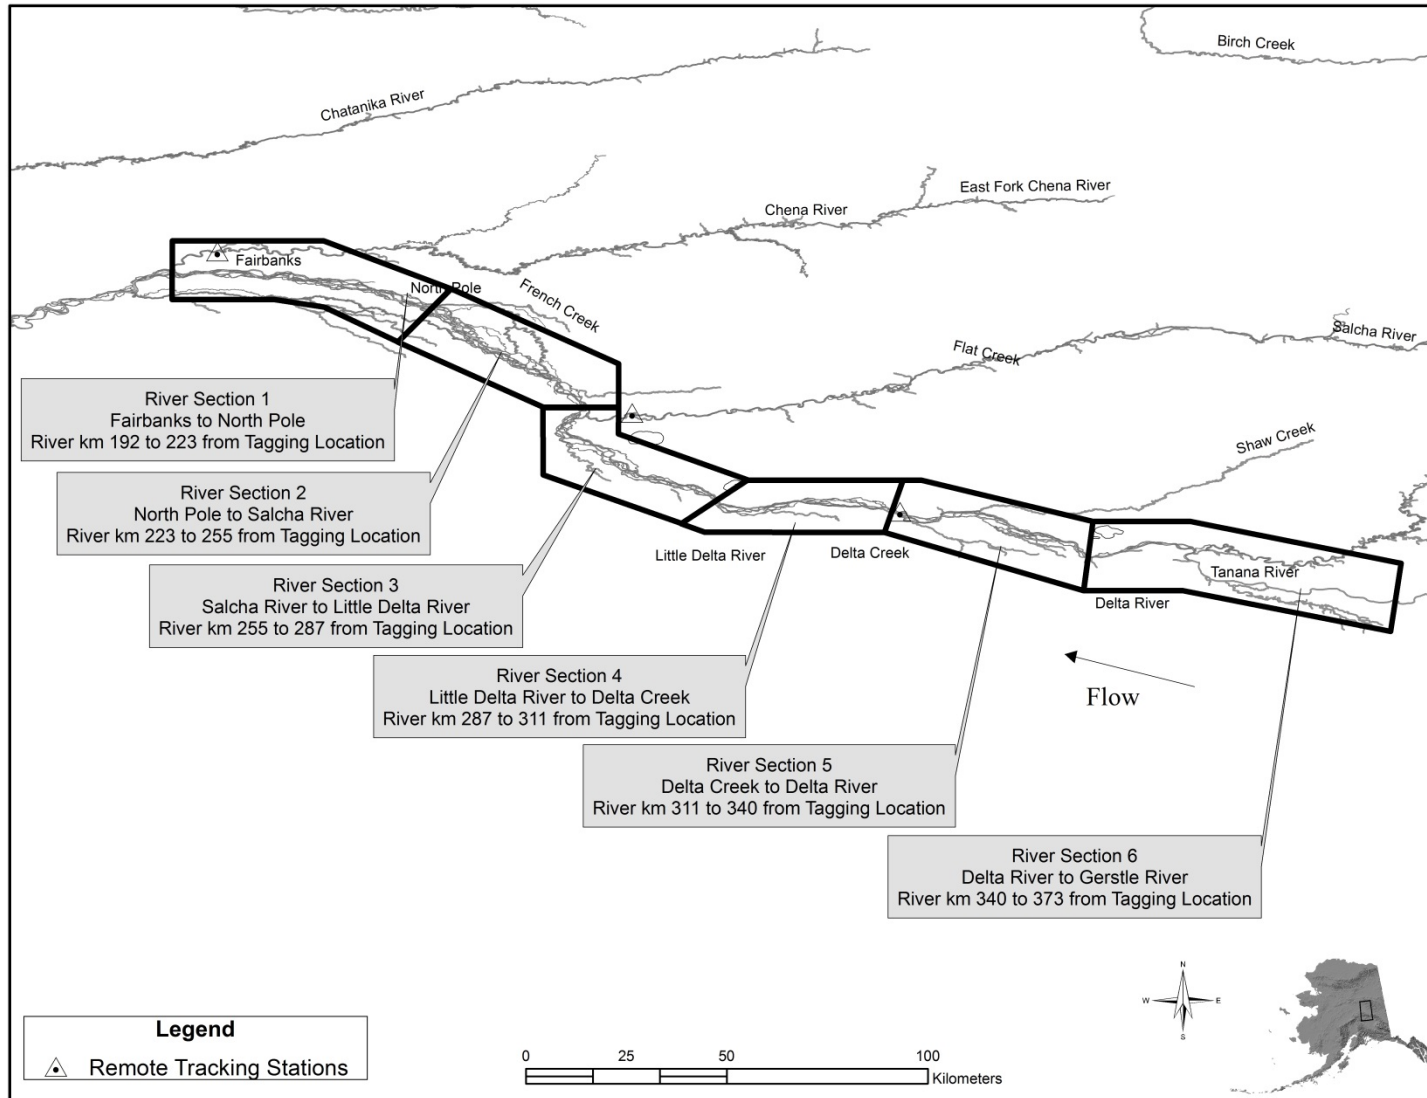 Birch Creek
Chatanika River
East Fork Chena River
Chena River
Fairbanks
North Pole
French Creek
Salcha River
Flat Creek
River Section 1
Fairbanks to North Pole
River km 192 to 223 from Tagging Location
Shaw Creek
River Section 2
North Pole to Salcha River
River km 223 to 255 from Tagging Location
Little Delta River
Delta Creek
Tanana River
Delta River
River Section 3
Salcha River to Little Delta River
River km 255 to 287 from Tagging Location
River Section 4
Little Delta River to Delta Creek
River km 287 to 311 from Tagging Location
Flow
River Section 5
Delta Creek to Delta River
River km 311 to 340 from Tagging Location
River Section 6
Delta River to Gerstle River
River km 340 to 373 from Tagging Location
N
W E
S
Legend
Remote Tracking Stations
0 25 50 100
Kilometers